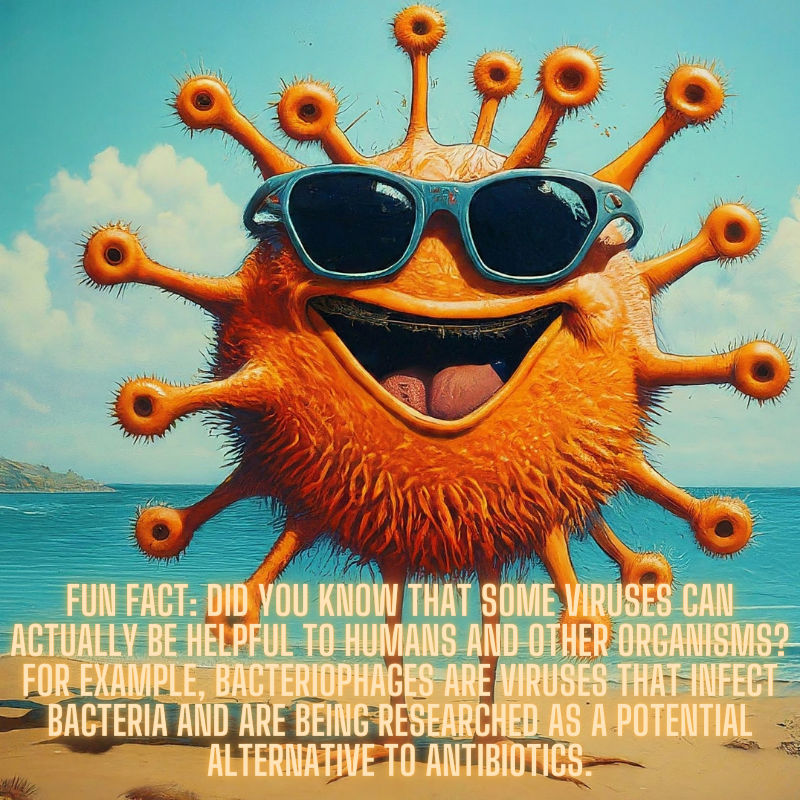 FUN FACT: DID YOU KNOW THAT SOME VIRUSES CAN
ACTUALLY BE HELPFUL TO HUMANS AND OTHER ORGANISMS?
FOR EXAMPLE, BACTERIOPHAGES ARE VIRUSES THAT INFECT
BACTERIA AND ARE BEING RESEARCHED AS A POTENTIAL
ALTERNATIVE TO ANTIBIOTICS.